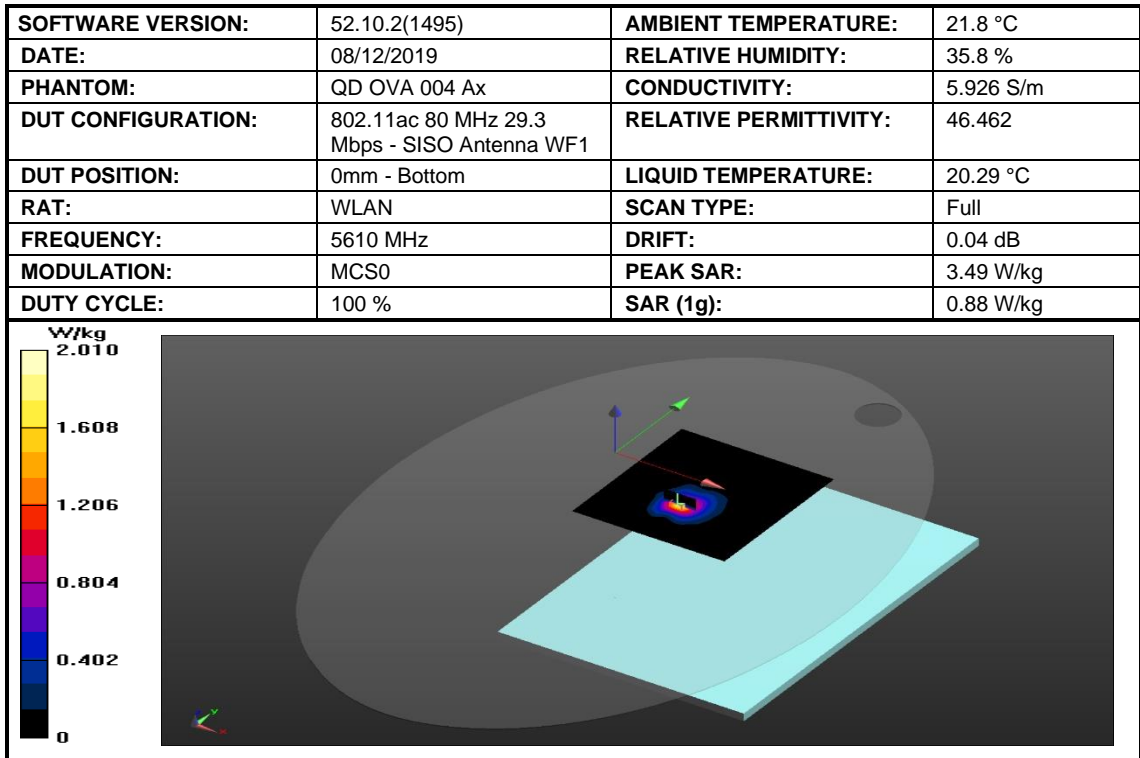 SOFTWARE VERSION: 52.10.2(1495) AMBIENT TEMPERATURE: 21.8 °C
DATE: 08/12/2019 RELATIVE HUMIDITY: 35.8 %
PHANTOM: QD OVA 004 Ax CONDUCTIVITY: 5.926 S/m
DUT CONFIGURATION: 802.11ac 80 MHz 29.3 RELATIVE PERMITTIVITY: 46.462
Mbps - SISO Antenna WF1
DUT POSITION: 0mm - Bottom LIQUID TEMPERATURE: 20.29 °C
RAT: WLAN SCAN TYPE: Full
FREQUENCY: 5610 MHz DRIFT: 0.04 dB
MODULATION: MCS0 PEAK SAR: 3.49 W/kg
DUTY CYCLE: 100 % SAR (1g): 0.88 W/kg
W/kg
2.010
1.608
1.206
0.804
0.402
0
Y
X